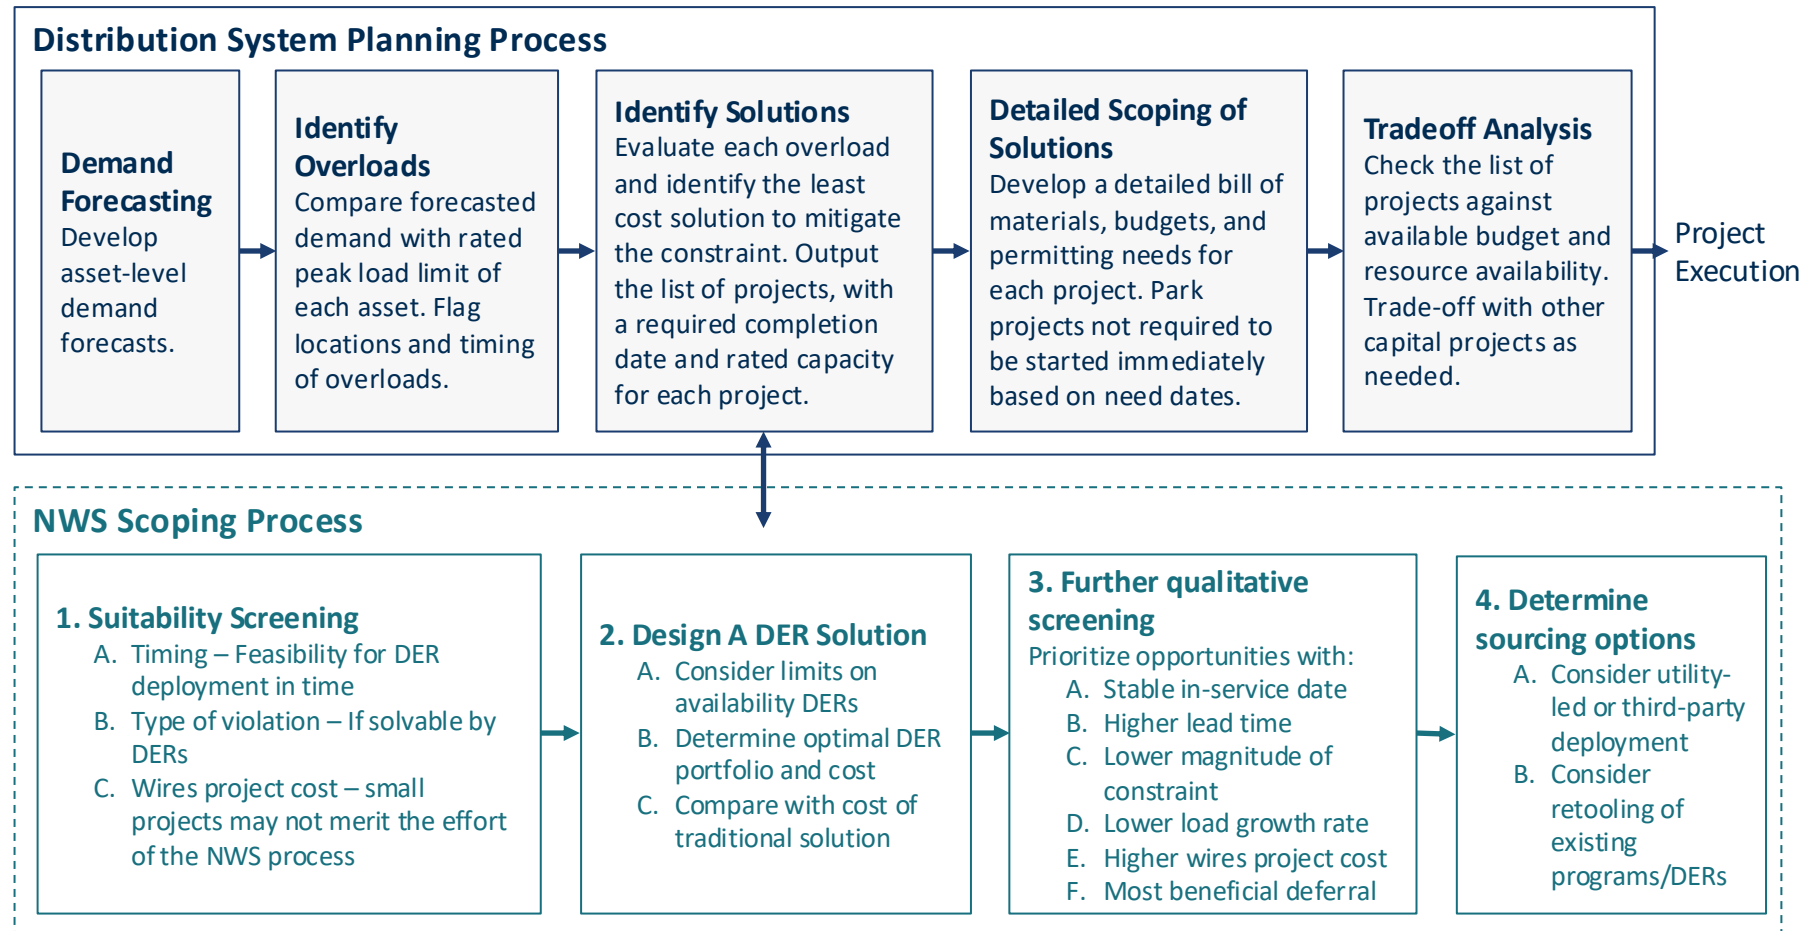 Distribution System Planning Process
Demand
Forecasting
Develop
asset-level
demand
forecasts.
Identify
Overloads
Compare forecasted
demand with rated
peak load limit of
each asset. Flag
locations and timing
of overloads.
Identify Solutions
Evaluate each overload
and identify the least
cost solution to mitigate
the constraint. Output
the list of projects, with
a required completion
date and rated capacity
for each project.
Detailed Scoping of
Solutions
Develop a detailed bill of
materials, budgets, and
permitting needs for
each project. Park
projects not required to
be started immediately
based on need dates.
Tradeoff Analysis
Check the list of
projects against
available budget and
resource availability.
Trade-off with other
capital projects as
needed.
Project
Execution
NWS Scoping Process
1. Suitability Screening
A. Timing – Feasibility for DER
deployment in time
B. Type of violation – If solvable by
DERs
C. Wires project cost – small
projects may not merit the effort
of the NWS process
2. Design A DER Solution
A. Consider limits on
availability DERs
B. Determine optimal DER
portfolio and cost
C. Compare with cost of
traditional solution
3. Further qualitative
screening
Prioritize opportunities with:
A. Stable in-service date
B. Higher lead time
C. Lower magnitude of
constraint
D. Lower load growth rate
E. Higher wires project cost
F. Most beneficial deferral
4. Determine
sourcing options
A. Consider utility-
led or third-party
deployment
B. Consider
retooling of
existing
programs/DERs